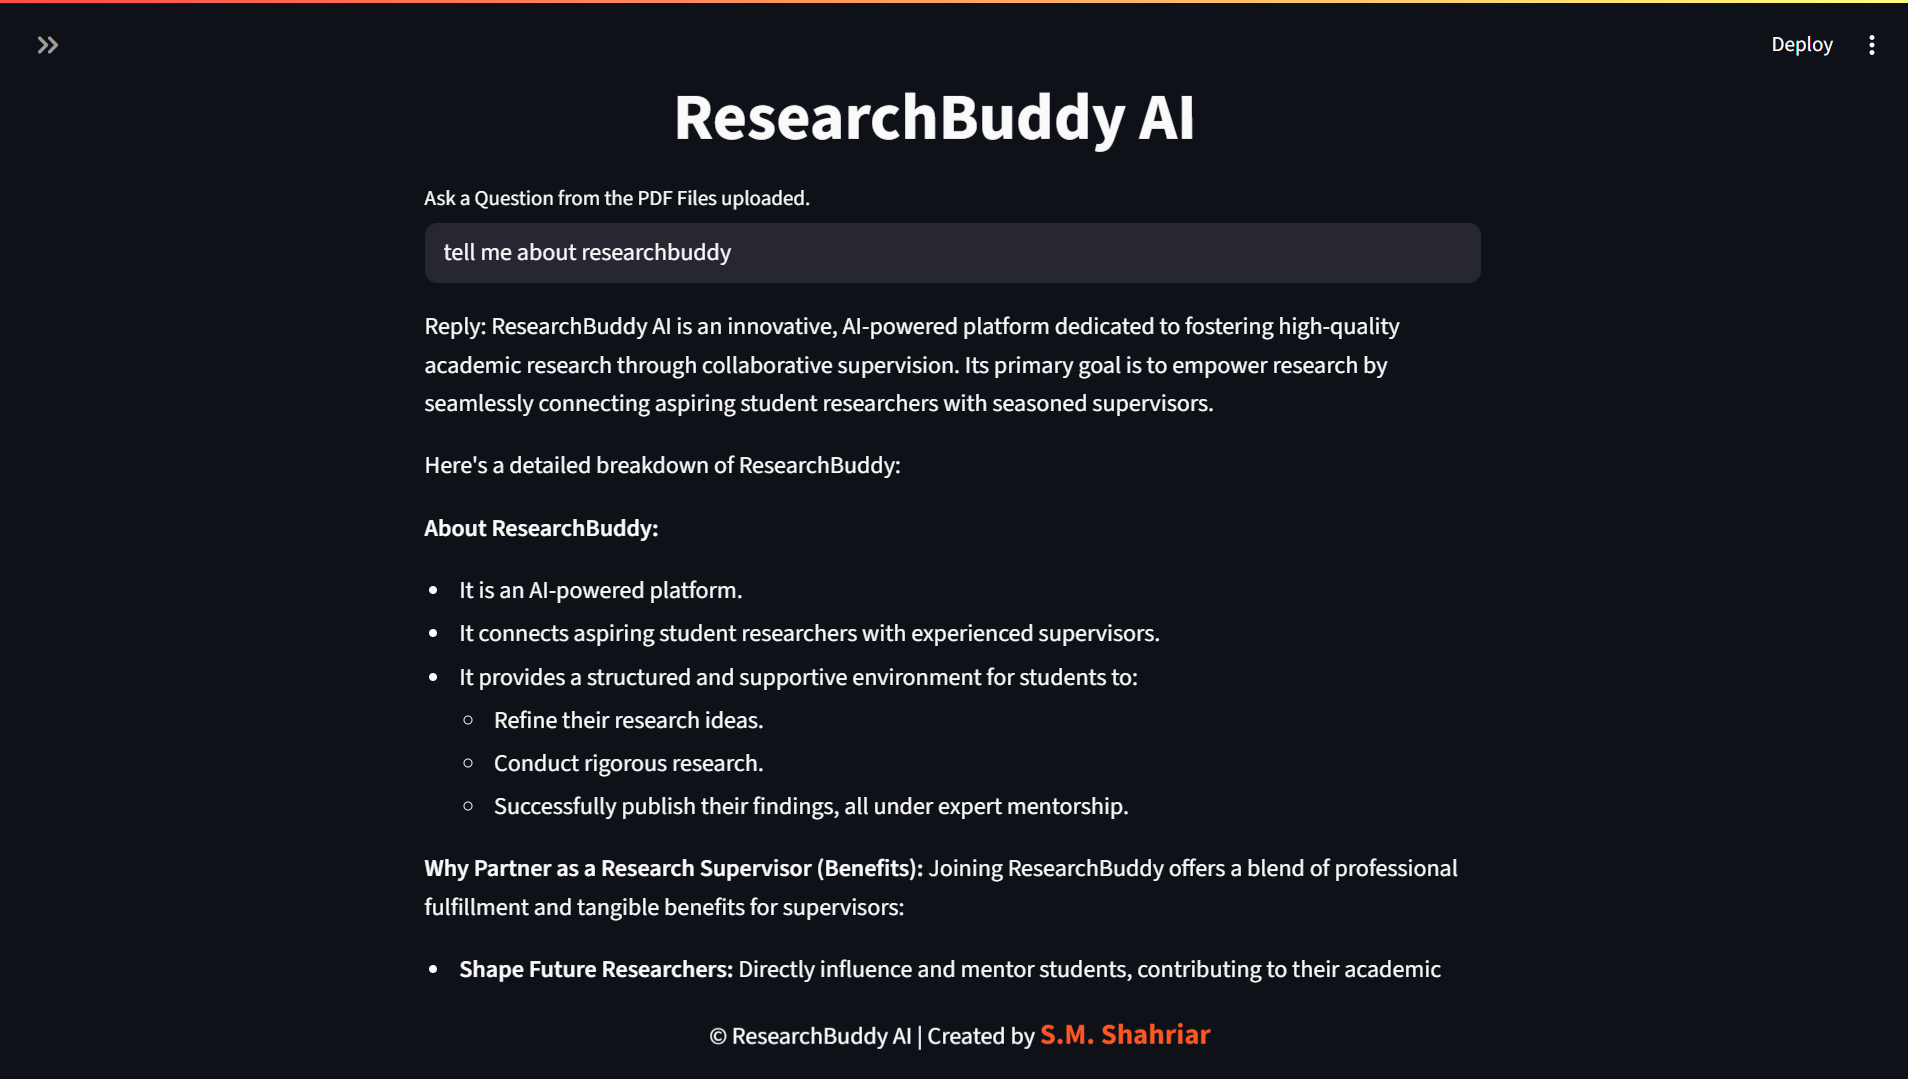 Deploy
ResearchBuddy AI
Ask a Question from the PDF Files uploaded.
tell me about researchbuddy
Reply: ResearchBuddy AI is an innovative, AI-powered platform dedicated to fostering high-quality
academic research through collaborative supervision. Its primary goal is to empower research by
seamlessly connecting aspiring student researchers with seasoned supervisors.
Here's a detailed breakdown of ResearchBuddy:
About ResearchBuddy:
• It is an AI-powered platform.
• It connects aspiring student researchers with experienced supervisors.
• It provides a structured and supportive environment for students to:
○ Refine their research ideas.
○ Conduct rigorous research.
○ Successfully publish their findings, all under expert mentorship.
Why Partner as a Research Supervisor (Benefits): Joining ResearchBuddy offers a blend of professional
fulfillment and tangible benefits for supervisors:
• Shape Future Researchers: Directly influence and mentor students, contributing to their academic
© ResearchBuddy AI | Created by S.M. Shahriar